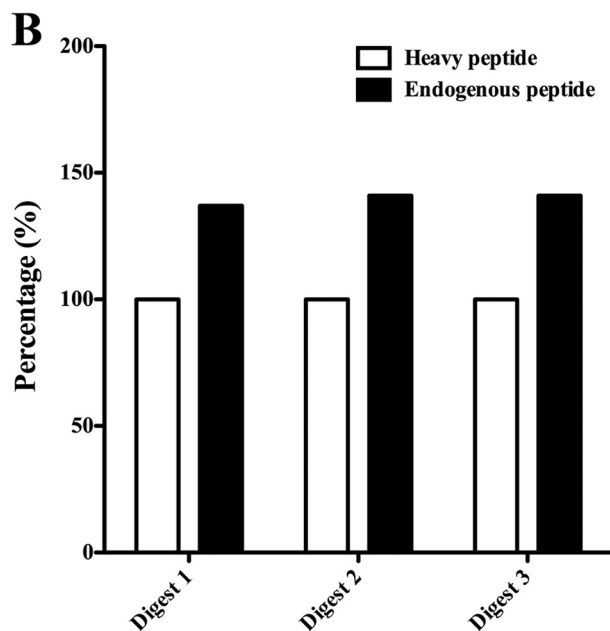 B
Heavy peptide
Endogenous peptide
Percentage (%)
200
150
100
50
0
Digest 1
Digest 2
Digest 3